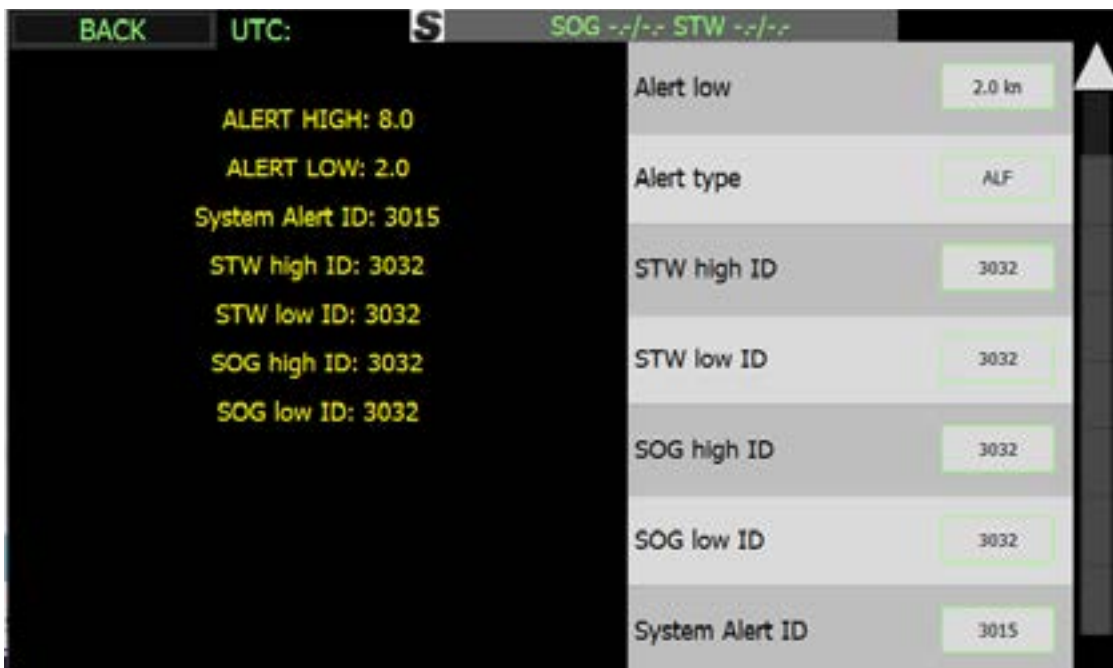 BACK UTC: S SOG -.-/-.- STW -.-/-.-
ALERT HIGH: 8.0
ALERT LOW: 2.0
System Alert ID: 3015
STW high ID: 3032
STW low ID: 3032
SOG high ID: 3032
SOG low ID: 3032
Alert low 2.0 kn
Alert type ALF
STW high ID 3032
STW low ID 3032
SOG high ID 3032
SOG low ID 3032
System Alert ID 3015